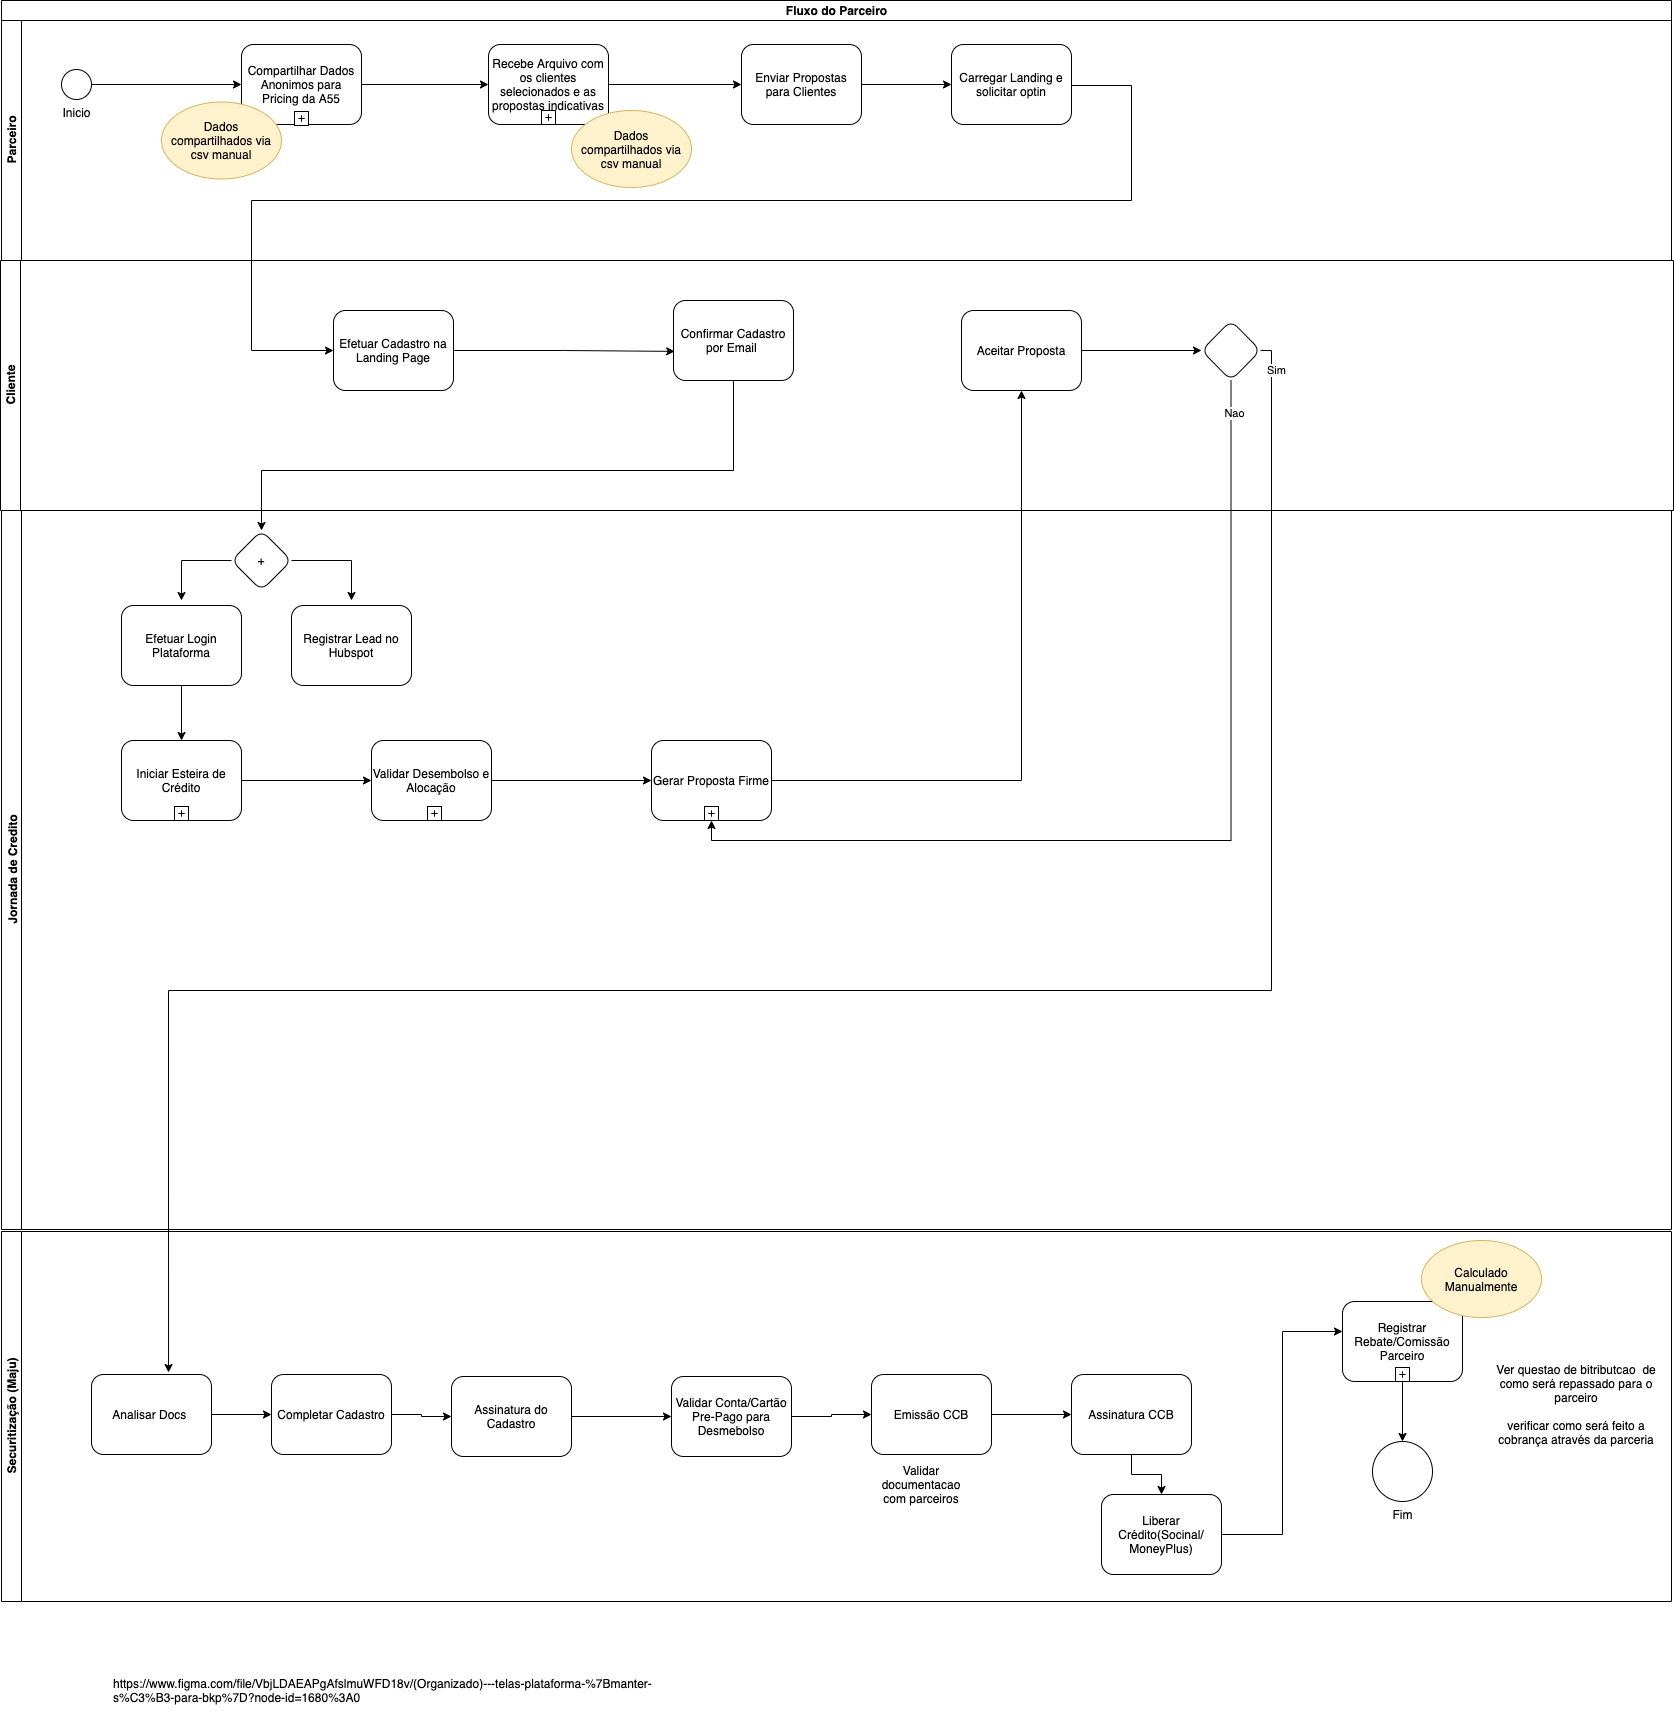 Fluxo do Parceiro
Parceiro
Inicio
Compartilhar Dados
Anonimos para
Pricing da A55
+
Dados
compartilhados via
csv manual
Recebe Arquivo com
os clientes
selecionados e as
propostas indicativas
+
Dados
compartilhados via
csv manual
Enviar Propostas
para Clientes
Carregar Landing e
solicitar optin
Cliente
Efetuar Cadastro na
Landing Page
Confirmar Cadastro
por Email
Aceitar Proposta
Sim
Nao
Jornada de Credito
+
Efetuar Login
Plataforma
Registrar Lead no
Hubspot
Iniciar Esteira de
Crédito
+
Validar Desembolso e
Alocação
+
Gerar Proposta Firme
+
Securitização (Maju)
Analisar Docs
Completar Cadastro
Assinatura do
Cadastro
Validar Conta/Cartão
Pre-Pago para
Desmebolso
Emissão CCB
Validar
documentacao
com parceiros
Assinatura CCB
Liberar
Crédito(Socinal/
MoneyPlus)
Calculado
Manualmente
Registrar
Rebate/Comissão
Parceiro
+
Fim
Ver questao de bitributcao  de
como será repassado para o
parceiro
verificar como será feito a
cobrança através da parceria
https://www.figma.com/file/VbjLDAEAPgAfslmuWFD18v/(Organizado)---telas-plataforma-%7Bmanter-
s%C3%B3-para-bkp%7D?node-id=1680%3A0